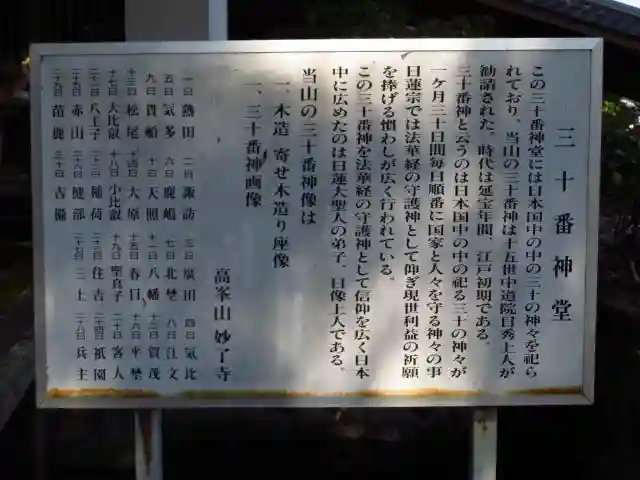 三十番神堂
この三十番神堂には日本国中の中の三十の神々を祀ら
れており、当山の三十番神は十五世中道院日秀上人が
勧請された、時代は延宝年間、江戸初期である。
三十番神と云うのは日本国中の中の祀る三十の神々が
一ヶ月三十日間毎日順番に国家と人々を守る神々の事
日蓮宗では法華経の守護神として仰ぎ現世利益の祈願
を捧げる慣わしが広く行われている。
この三十番神を法華経の守護神として信仰を広く日本
中に広めたのは日蓮大聖人の弟子、日像上人である。
当山の三十番神像は
一、木造 寄せ木造り座像
一、三十番神画像
高峯山 妙了寺
一日 熱田 二日 諏訪 三日 廣田 四日 気比
五日 気多 六日 鹿嶋 七日 北埜 八日 江文
九日 貴船 十日 天照 十一日 八幡 十二日 賀茂
十三日 松尾 十四日 大原 十五日 春日 十六日 平埜
十七日 大比叡 十八日 小比叡 十九日 聖真子 二十日 客人
二十一日 八王子 二十二日 稲荷 二十三日 住吉 二十四日 祇園
二十五日 赤山 二十六日 健部 二十七日 三上 二十八日 兵主
二十九日 苗鹿 三十日 吉備